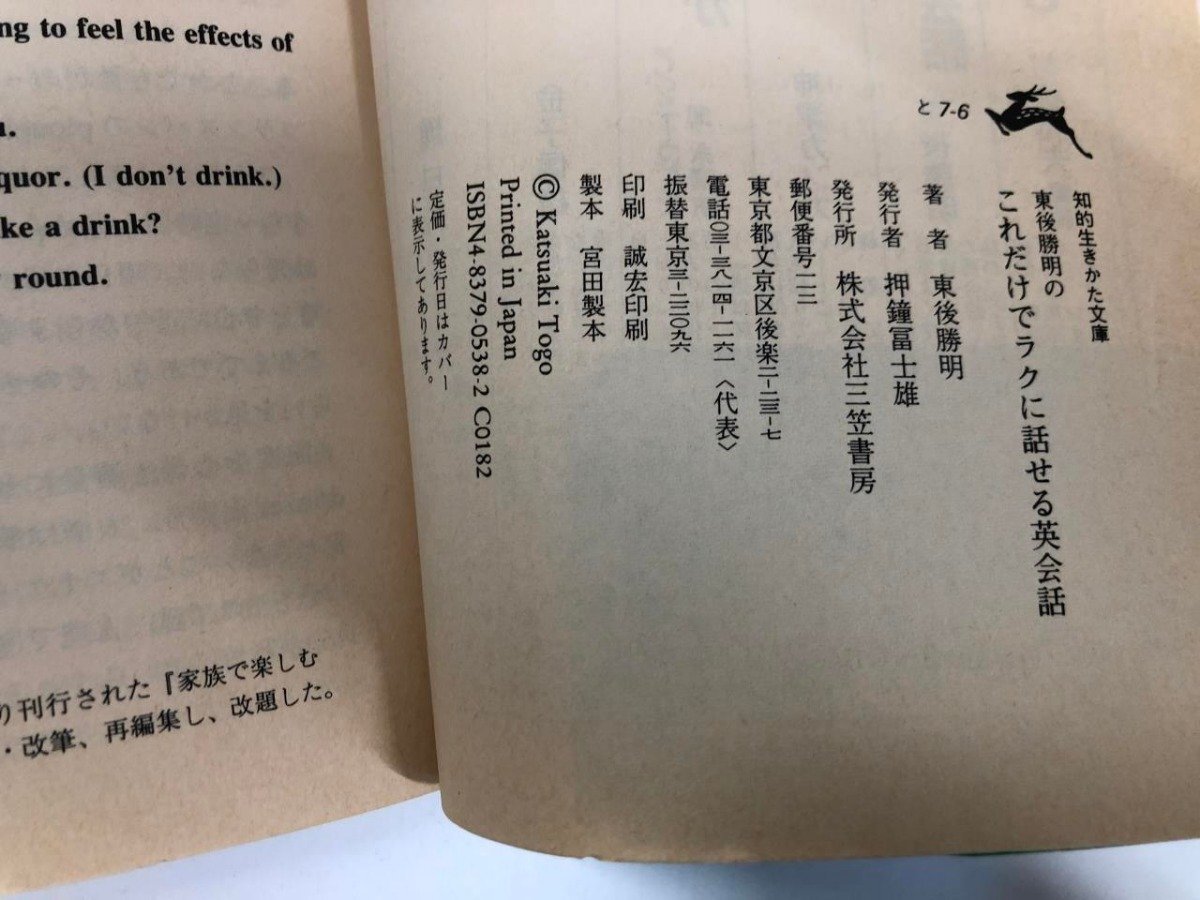 ng to feel the effects of
quor. (I don't drink.)
ke a drink?
round.
り刊行された『家族で楽しむ
・改筆、再編集し、改題した。
と7-6
知的生きかた文庫
東後勝明の
これだけでラクに話せる英会話
著者 東後勝明
発行者 押鐘冨士雄
発行所 株式会社三笠書房
郵便番号一一二
東京都文京区後楽二-二三-七
電話〇三-三八一四-一一六一〈代表〉
振替東京三-二二〇九六
印刷 誠宏印刷
製本 宮田製本
© Katsuaki Togo
Printed in Japan
ISBN4-8379-0538-2 C0182
定価・発行日はカバー
に表示してあります。